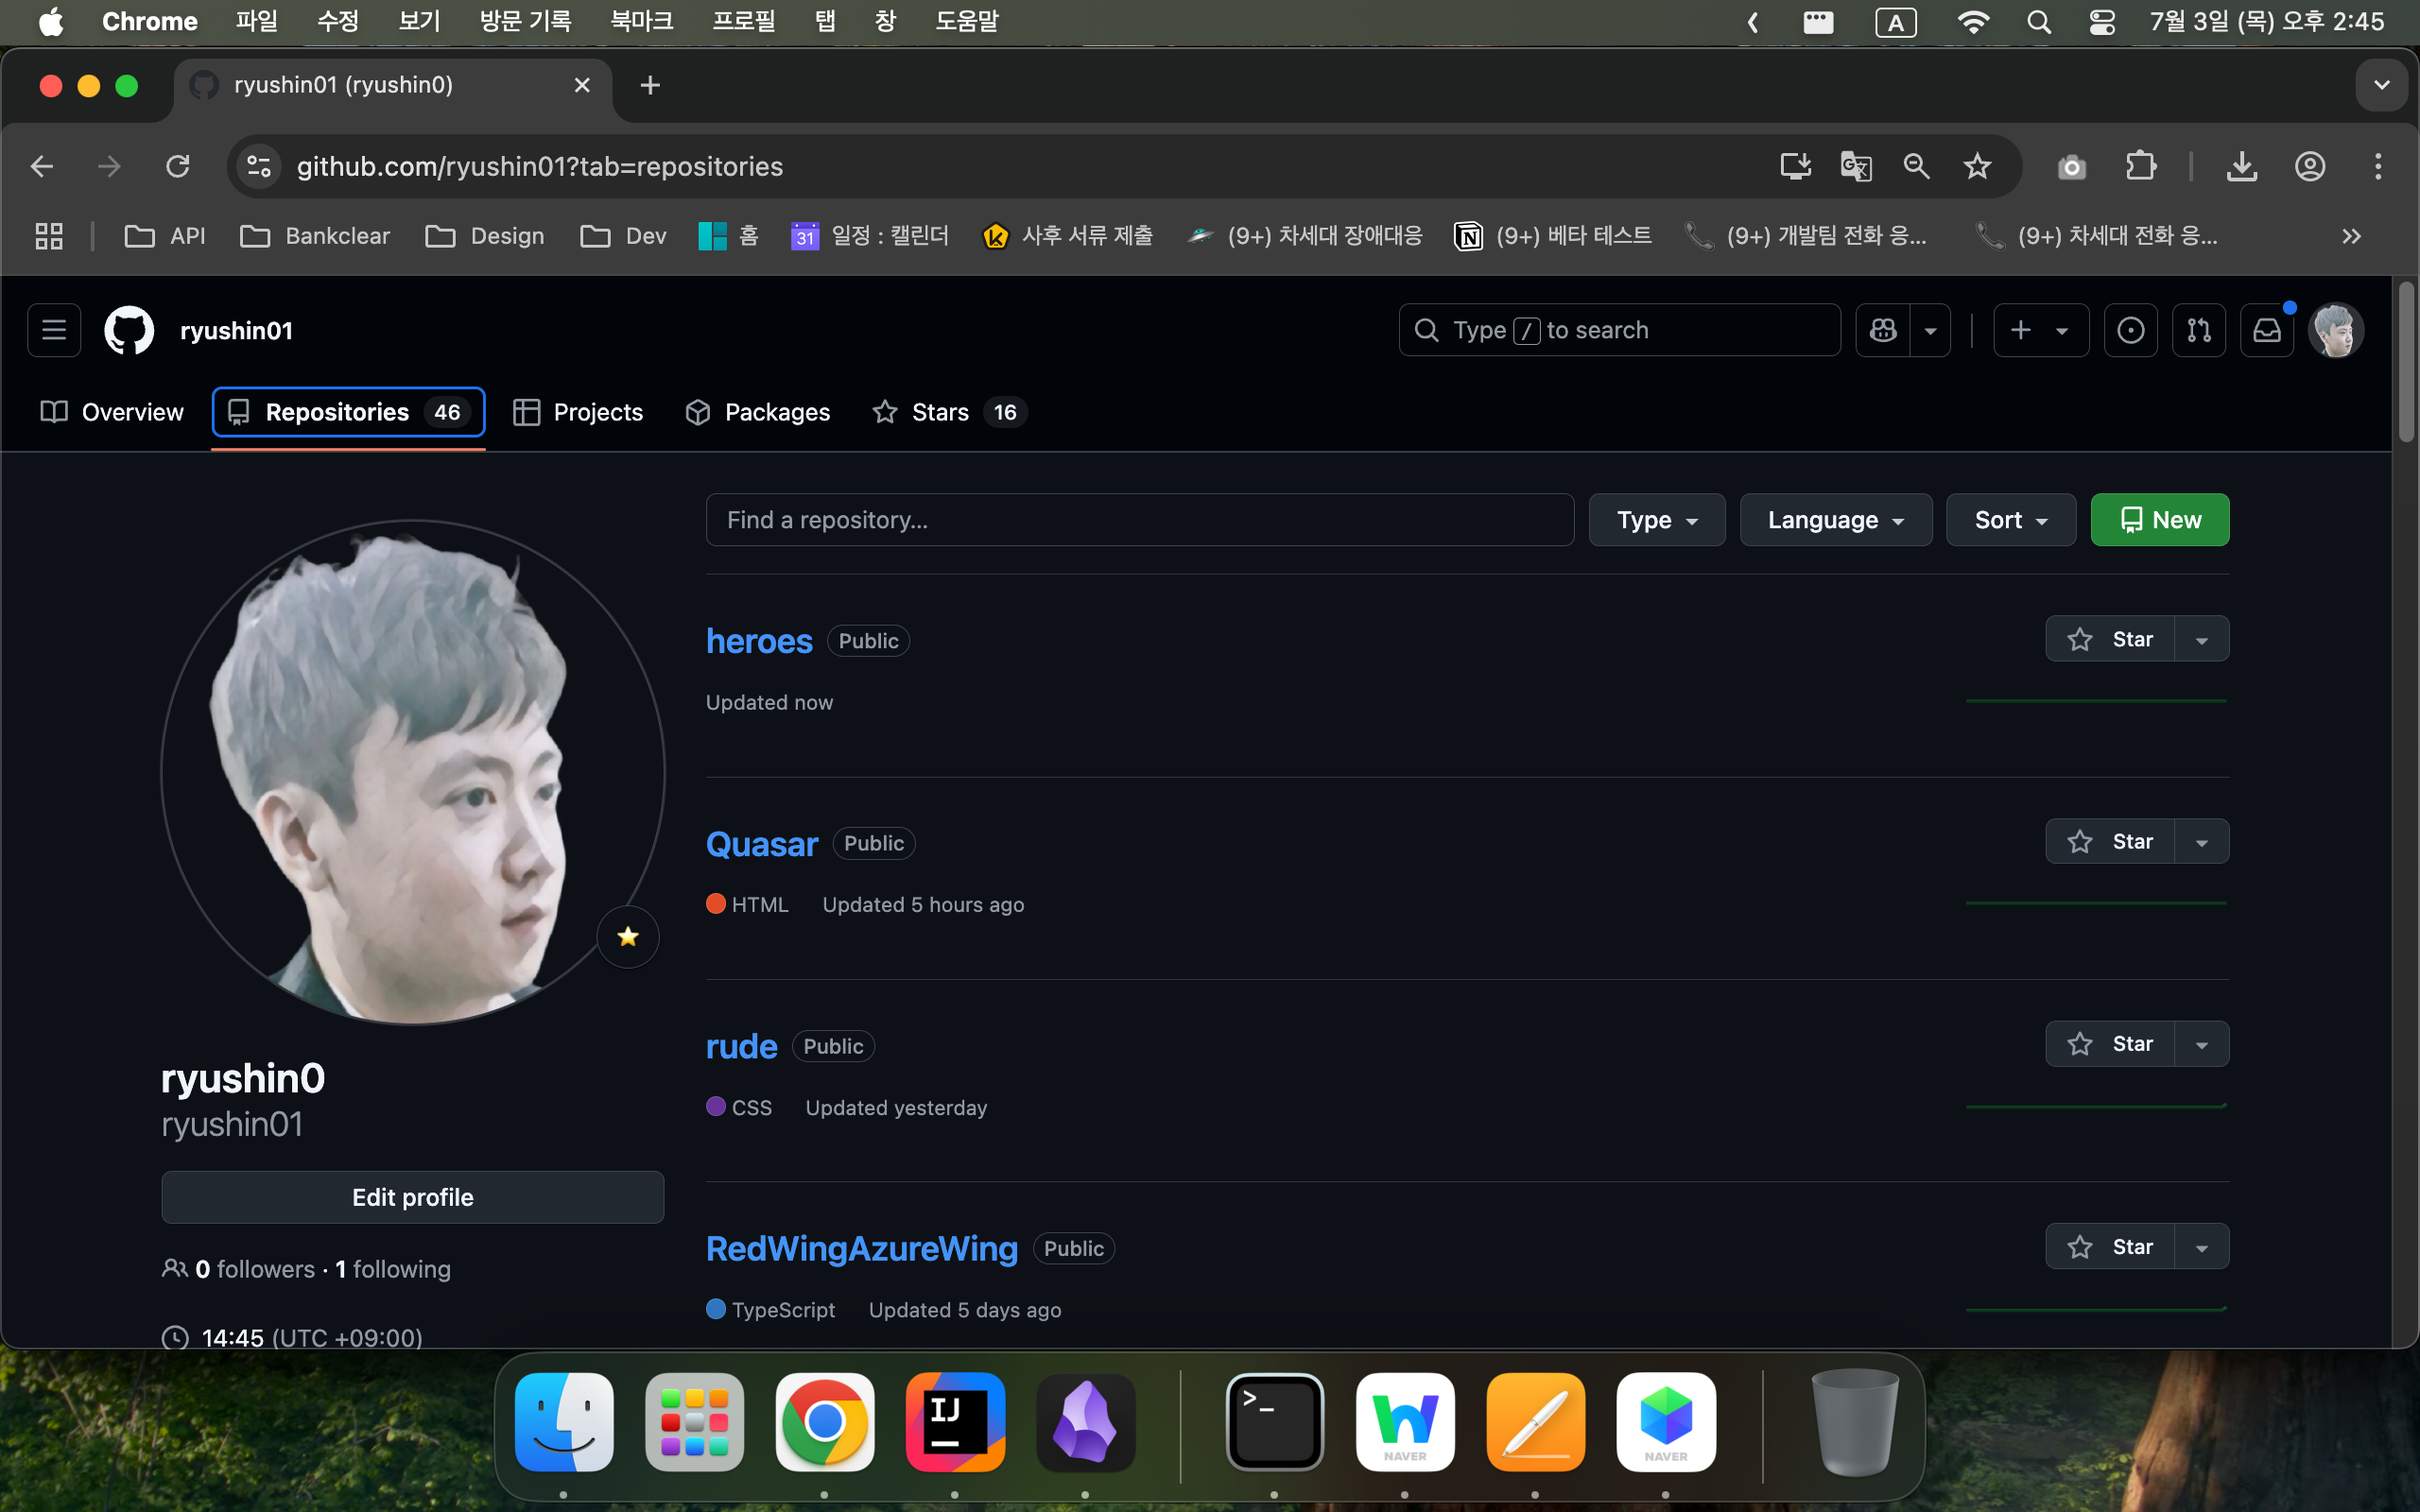 Chrome 파일 수정 보기 방문 기록 북마크 프로필 탭 창 도움말 A 7월 3일 (목) 오후 2:45
ryushin01 (ryushin0)
github.com/ryushin01?tab=repositories
API Bankclear Design Dev 홈 31 일정 : 캘린더 사후 서류 제출 (9+) 차세대 장애대응 (9+) 베타 테스트 (9+) 개발팀 전화 응... (9+) 차세대 전화 응...
ryushin01 Type / to search
Overview Repositories 46 Projects Packages Stars 16
Find a repository... Type Language Sort New
heroes Public Star
Updated now
Quasar Public Star
HTML Updated 5 hours ago
rude Public Star
CSS Updated yesterday
RedWingAzureWing Public Star
TypeScript Updated 5 days ago
ryushin0
ryushin01
Edit profile
0 followers · 1 following
14:45 (UTC +09:00)
IJ
>_
NAVER
NAVER